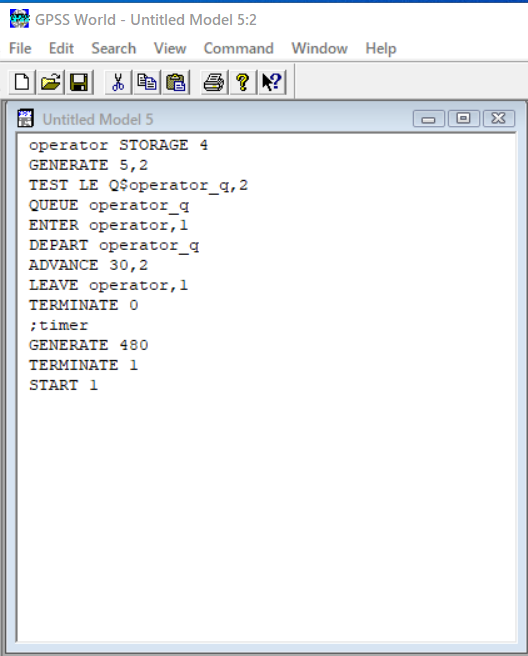 GPSS World - Untitled Model 5:2
File Edit Search View Command Window Help
Untitled Model 5
operator STORAGE 4
GENERATE 5,2
TEST LE Q$operator_q,2
QUEUE operator_q
ENTER operator,1
DEPART operator_q
ADVANCE 30,2
LEAVE operator,1
TERMINATE 0
;timer
GENERATE 480
TERMINATE 1
START 1